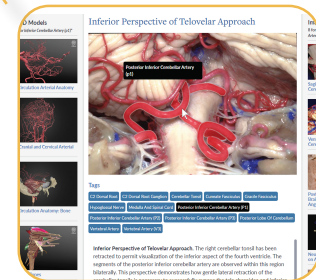 D Models
Inferior Perspective of Telovelar Approach
Posterior Inferior Cerebellar Artery
(p1)
Circulation Arterial Anatomy
Cranial and Cervical Arterial
Circulation Anatomy: Bone
Tags
C2 Dorsal Root
C2 Dorsal Root Ganglion
Cerebellar Tonsil
Cuneate Fasciculus
Gracile Fasciculus
Hypoglossal Nerve
Medulla And Spinal Cord
Posterior Inferior Cerebellar Artery (P1)
Posterior Inferior Cerebellar Artery (P2)
Posterior Inferior Cerebellar Artery (P3)
Posterior Lobe Of Cerebellum
Vertebral Artery
Vertebral Artery (V3)
Inferior Perspective of Telovelar Approach. The right cerebellar tonsil has been
retracted to permit visualization of the inferior aspect of the fourth ventricle. The
segments of the posterior inferior cerebellar artery are observed within this region
bilaterally. This perspective demonstrates how gentle lateral retraction of the